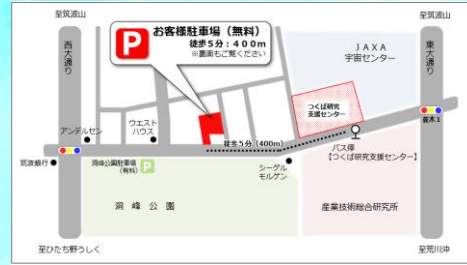 至筑波山
至筑波山
西大通り
P お客様駐車場（無料）
徒歩5分：400m
※裏面もご覧ください
JAXA
宇宙センター
東大通り
つくば研究
支援センター
ウエスト
ハウス
アンデルセン
並木1
徒歩5分（400m）
筑波銀行
洞峰公園駐車場
（有料）
P
シーグル
モルゲン
バス停
【つくば研究支援センター】
洞峰公園
産業技術総合研究所
至ひたち野うしく
至荒川沖